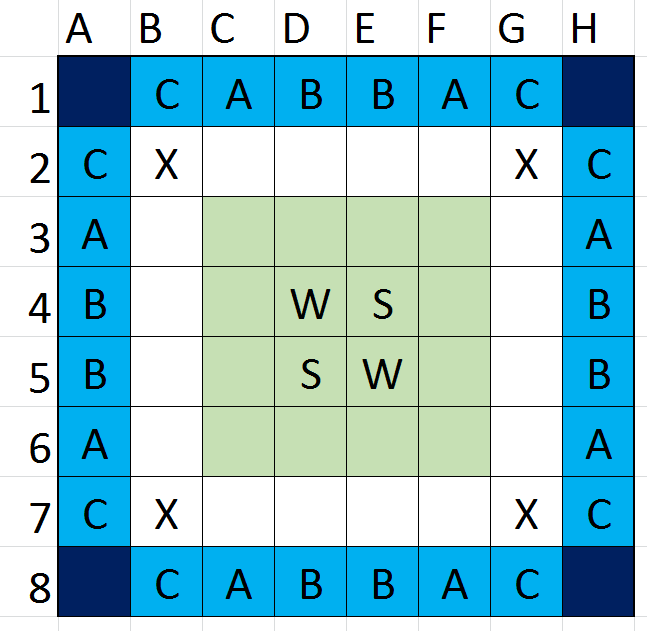 A B C D E F G H
1 C A B B A C
2 C X X C
3 A A
4 B W S B
5 B S W B
6 A A
7 C X X C
8 C A B B A C